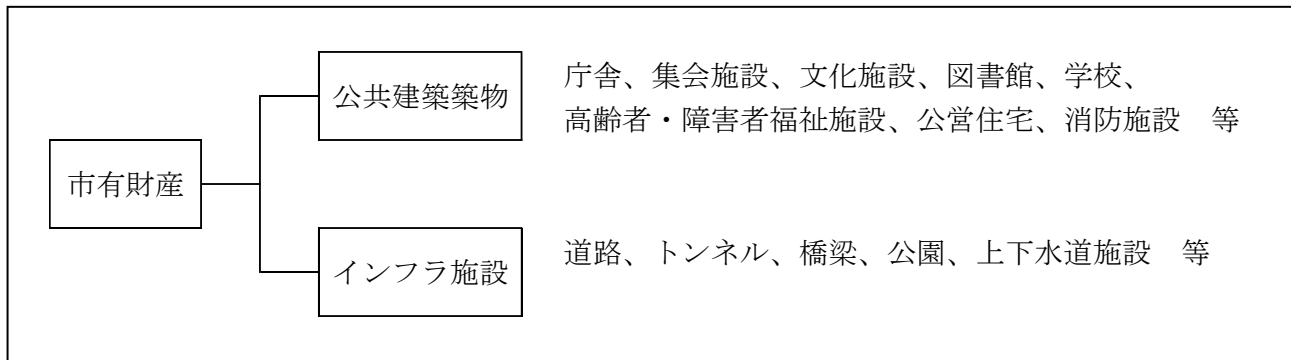 庁舎、集会施設、文化施設、図書館、学校、
公共建築築物
高齢者・障害者福祉施設、公営住宅、消防施設　等
市有財産
道路、トンネル、橋梁、公園、上下水道施設　等
インフラ施設